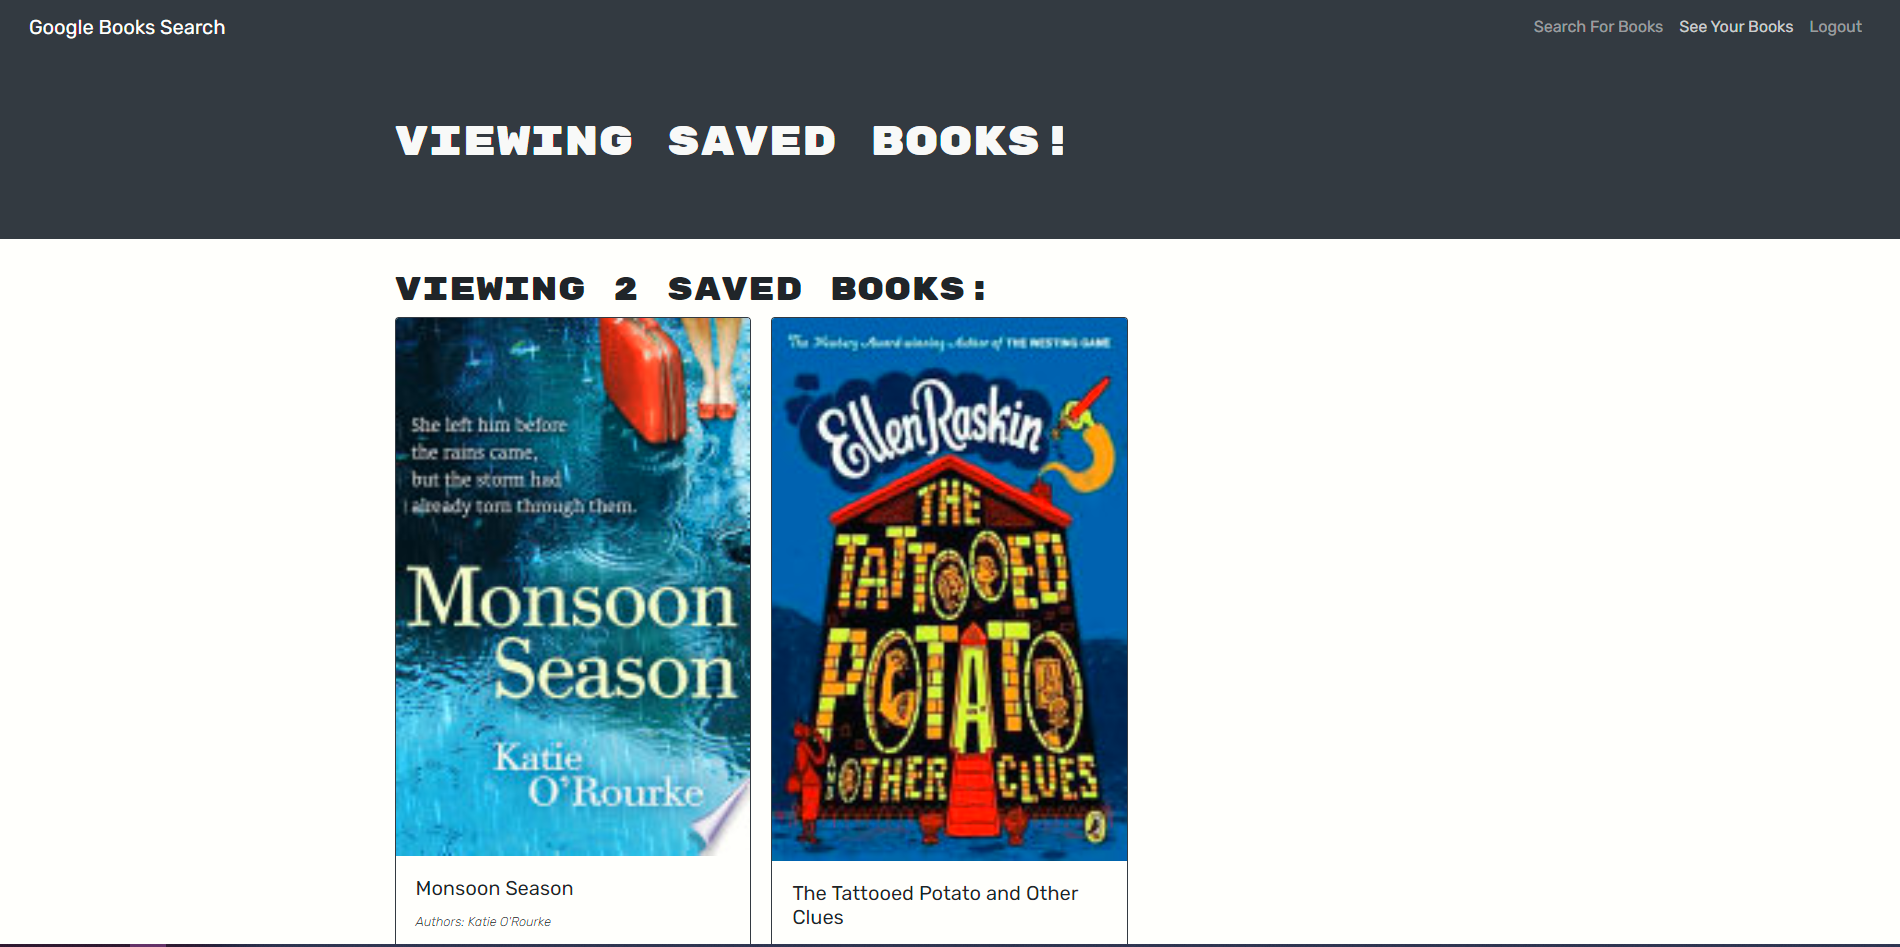 Google Books Search
Search For Books See Your Books Logout
VIEWING SAVED BOOKS!
VIEWING 2 SAVED BOOKS:
She left him before
the rains came,
but the storm had
already torn through them.
Monsoon
Season
Katie
O'Rourke
Monsoon Season
Authors: Katie O'Rourke
The Newbery Award-winning Author of THE WESTING GAME
Ellen Raskin
THE
TATTOOED
POTATO
AND OTHER CLUES
The Tattooed Potato and Other
Clues